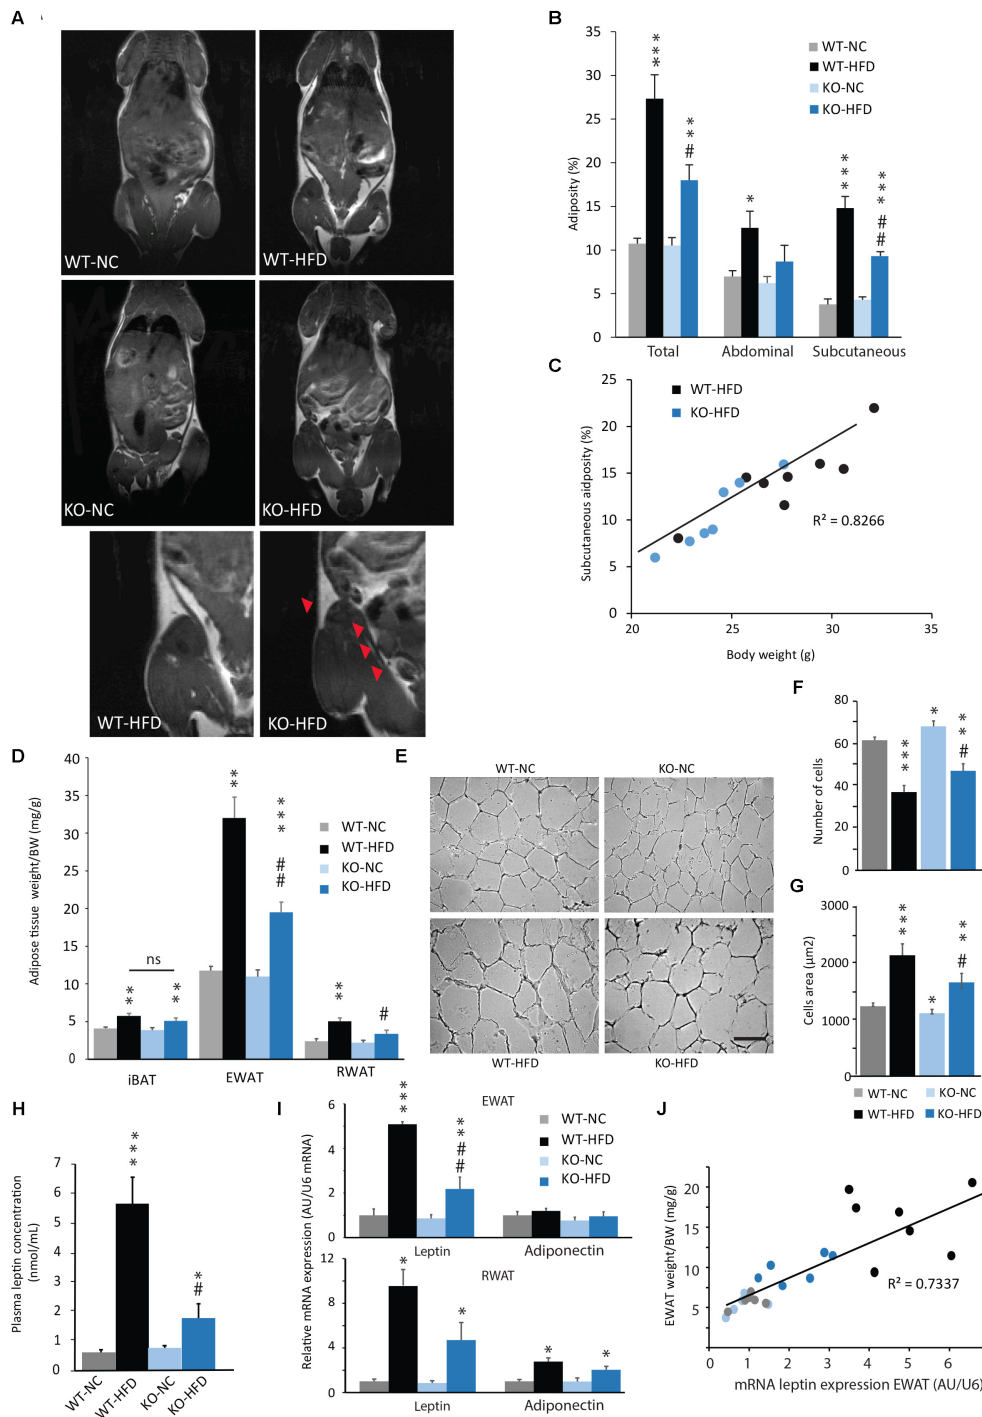 A
WT-NC
WT-HFD
KO-NC
KO-HFD
WT-HFD
KO-HFD
B
Adiposity (%)
35
30
25
20
15
10
5
0
WT-NC
WT-HFD
KO-NC
KO-HFD
***
**#
*
***
*** ##
Total Abdominal Subcutaneous
C
Subcutaneous aidposity (%)
25
20
15
10
5
0
WT-HFD
KO-HFD
R² = 0.8266
20 25 30 35
Body weight (g)
D
Adipose tissue weight/BW (mg/g)
40
35
30
25
20
15
10
5
0
WT-NC
WT-HFD
KO-NC
KO-HFD
ns
** **
** *** ##
** #
iBAT EWAT RWAT
E
WT-NC KO-NC
WT-HFD KO-HFD
F
Number of cells
80
60
40
20
0
*** * **#
G
Cells area (µm2)
3000
2000
1000
0
*** * **#
WT-NC KO-NC
WT-HFD KO-HFD
H
Plasma leptin concentration
(nmol/mL)
7
6
5
4
3
2
1
0
*** *#
WT-NC WT-HFD KO-NC KO-HFD
I
Relative mRNA expression (AU/U6 mRNA)
EWAT
6
4
2
0
WT-NC
WT-HFD
KO-NC
KO-HFD
*** **##
Leptin Adiponectin
RWAT
12
8
4
0
* * * *
Leptin Adiponectin
J
EWAT weight/BW (mg/g)
20
15
10
5
R² = 0.7337
0 1 2 3 4 5 6
mRNA leptin expression EWAT (AU/U6)